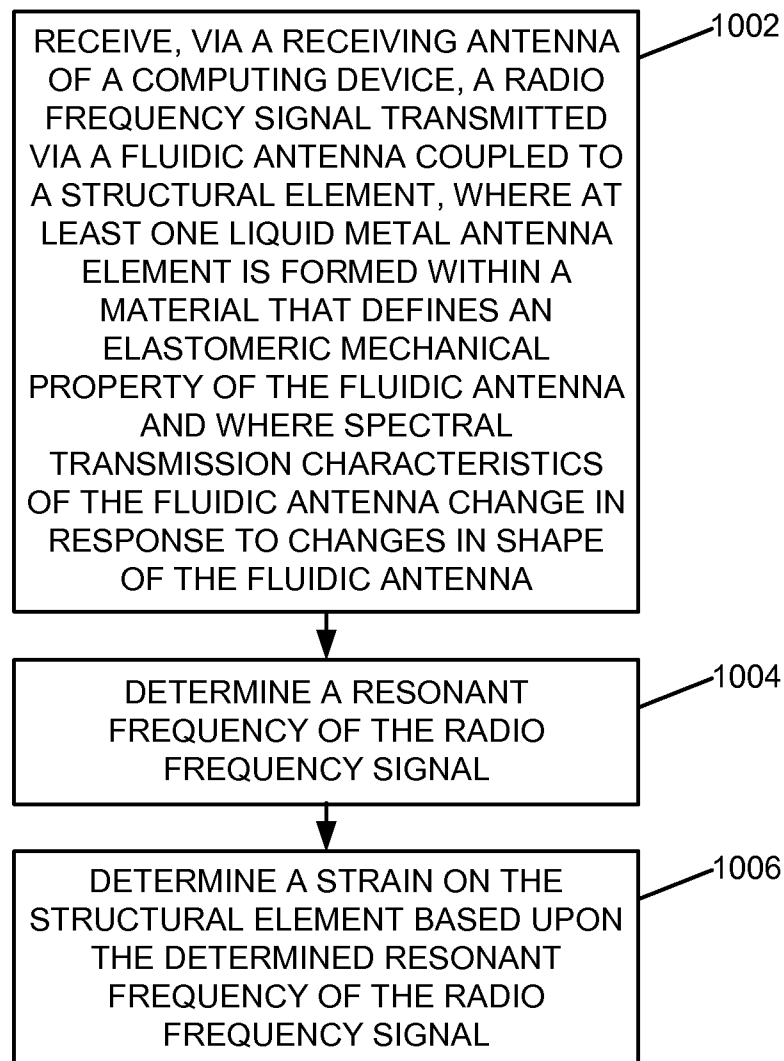 RECEIVE, VIA A RECEIVING ANTENNA
OF A COMPUTING DEVICE, A RADIO
FREQUENCY SIGNAL TRANSMITTED
VIA A FLUIDIC ANTENNA COUPLED TO
A STRUCTURAL ELEMENT, WHERE AT
LEAST ONE LIQUID METAL ANTENNA
ELEMENT IS FORMED WITHIN A
MATERIAL THAT DEFINES AN
ELASTOMERIC MECHANICAL
PROPERTY OF THE FLUIDIC ANTENNA
AND WHERE SPECTRAL
TRANSMISSION CHARACTERISTICS
OF THE FLUIDIC ANTENNA CHANGE IN
RESPONSE TO CHANGES IN SHAPE
OF THE FLUIDIC ANTENNA
1002
DETERMINE A RESONANT
FREQUENCY OF THE RADIO
FREQUENCY SIGNAL
1004
DETERMINE A STRAIN ON THE
STRUCTURAL ELEMENT BASED UPON
THE DETERMINED RESONANT
FREQUENCY OF THE RADIO
FREQUENCY SIGNAL
1006